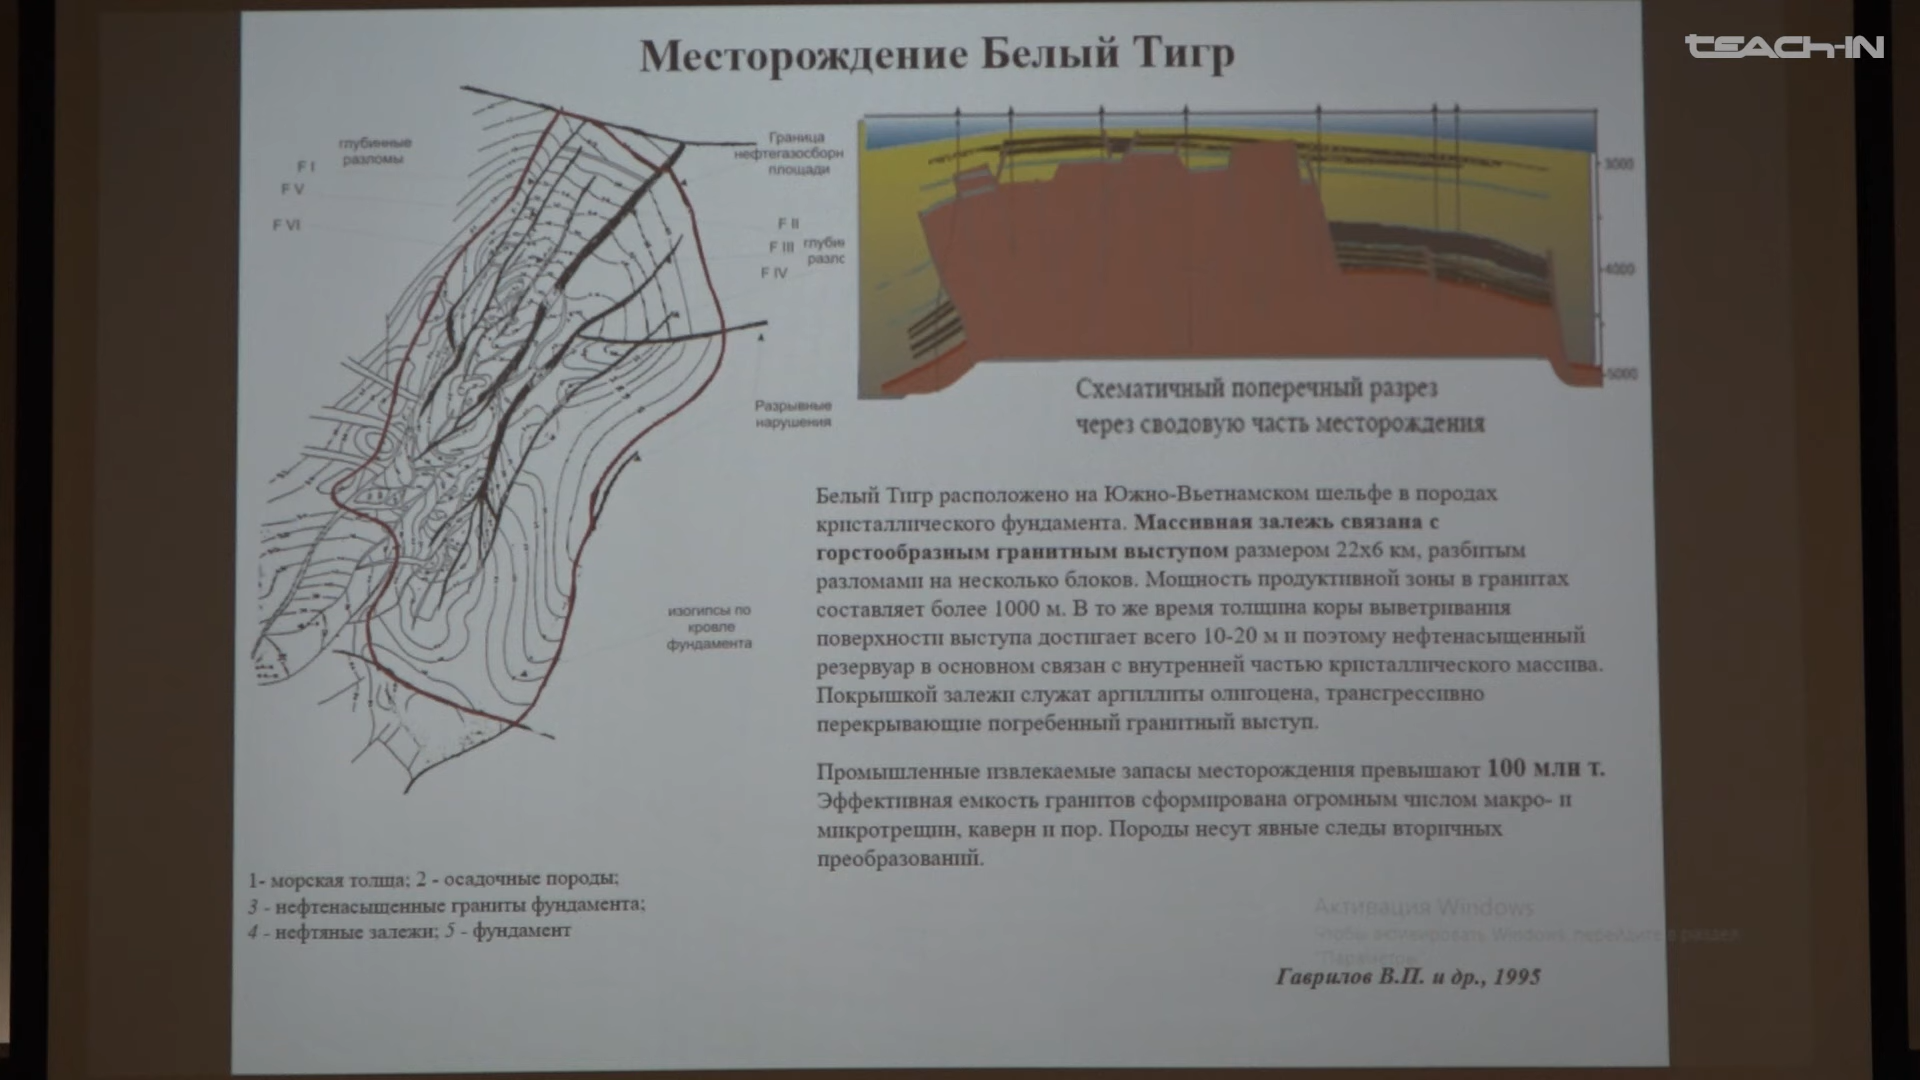 Месторождение Белый Тигр
TEACH-IN
глубинные
разломы
F I
F V
F VI
Граница
нефтегазосборн
площади
F II
F III
глуби
разлс
F IV
Разрывные
нарушения
изогипсы по
кровле
фундамента
3000
4000
5000
Схематичный поперечный разрез
через сводовую часть месторождения
Белый Тигр расположено на Южно-Вьетнамском шельфе в породах
кристаллического фундамента. Массивная залежь связана с
горстообразным гранитным выступом размером 22х6 км, разбитым
разломами на несколько блоков. Мощность продуктивной зоны в гранитах
составляет более 1000 м. В то же время толщина коры выветривания
поверхности выступа достигает всего 10-20 м и поэтому нефтенасыщенный
резервуар в основном связан с внутренней частью кристаллического массива.
Покрышкой залежи служат аргиллиты олигоцена, трансгрессивно
перекрывающие погребенный гранитный выступ.
Промышленные извлекаемые запасы месторождения превышают 100 млн т.
Эффективная емкость гранитов сформирована огромным числом макро- и
микротрещин, каверн и пор. Породы несут явные следы вторичных
преобразований.
1- морская толща; 2 - осадочные породы;
3 - нефтенасыщенные граниты фундамента;
4 - нефтяные залежи; 5 - фундамент
Активация Windows
Чтобы активировать Windows, перейдите в раздел
"Параметры
Гаврилов В.П. и др., 1995